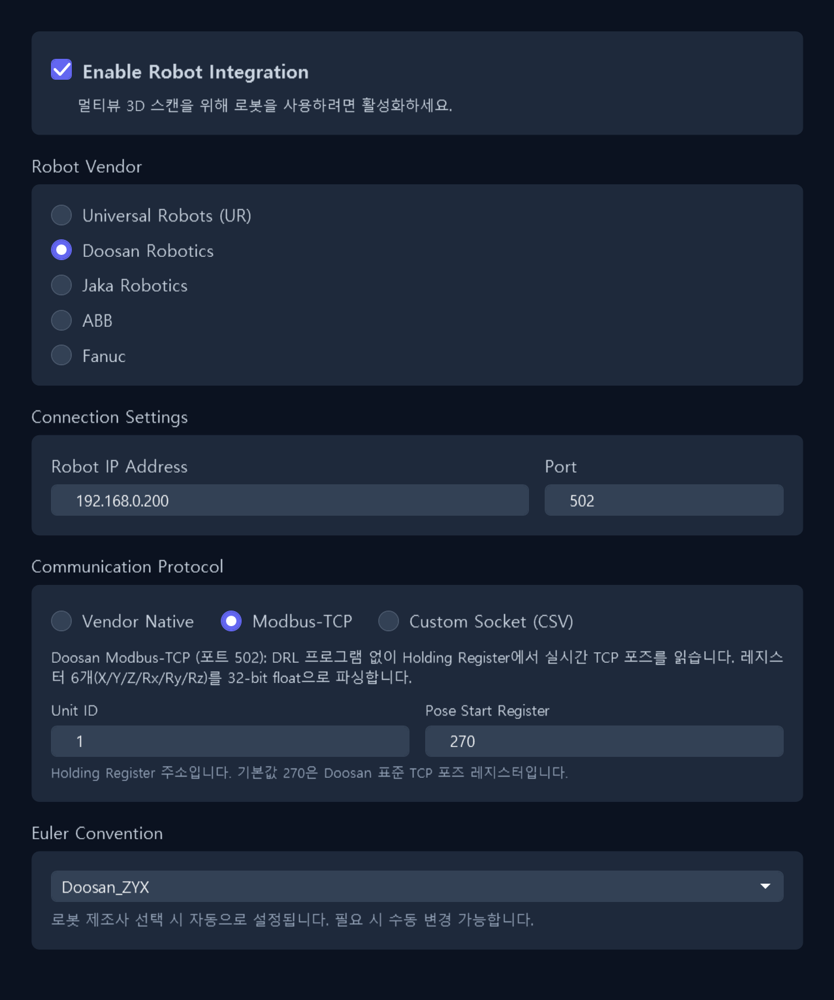 Enable Robot Integration
멀티뷰 3D 스캔을 위해 로봇을 사용하려면 활성화하세요.
Robot Vendor
Universal Robots (UR)
Doosan Robotics
Jaka Robotics
ABB
Fanuc
Connection Settings
Robot IP Address
Port
192.168.0.200
502
Communication Protocol
Vendor Native
Modbus-TCP
Custom Socket (CSV)
Doosan Modbus-TCP (포트 502): DRL 프로그램 없이 Holding Register에서 실시간 TCP 포즈를 읽습니다. 레지스
터 6개(X/Y/Z/Rx/Ry/Rz)를 32-bit float으로 파싱합니다.
Unit ID
Pose Start Register
1
270
Holding Register 주소입니다. 기본값 270은 Doosan 표준 TCP 포즈 레지스터입니다.
Euler Convention
Doosan_ZYX
로봇 제조사 선택 시 자동으로 설정됩니다. 필요 시 수동 변경 가능합니다.